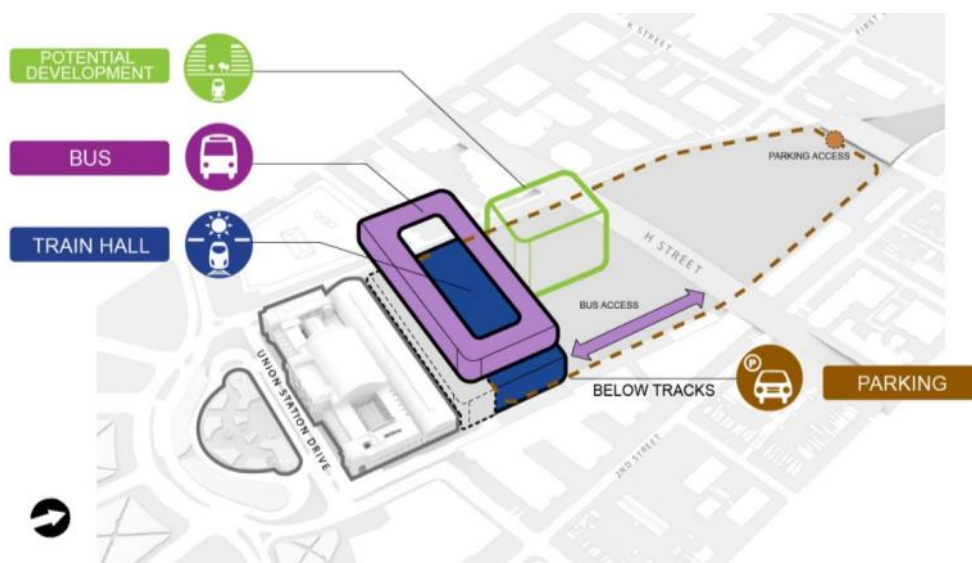 POTENTIAL
DEVELOPMENT
BUS
TRAIN HALL
K STREET
FIRST
PARKING ACCESS
H STREET
BUS ACCESS
UNION STATION DRIVE
BELOW TRACKS
P
PARKING
2ND STREET